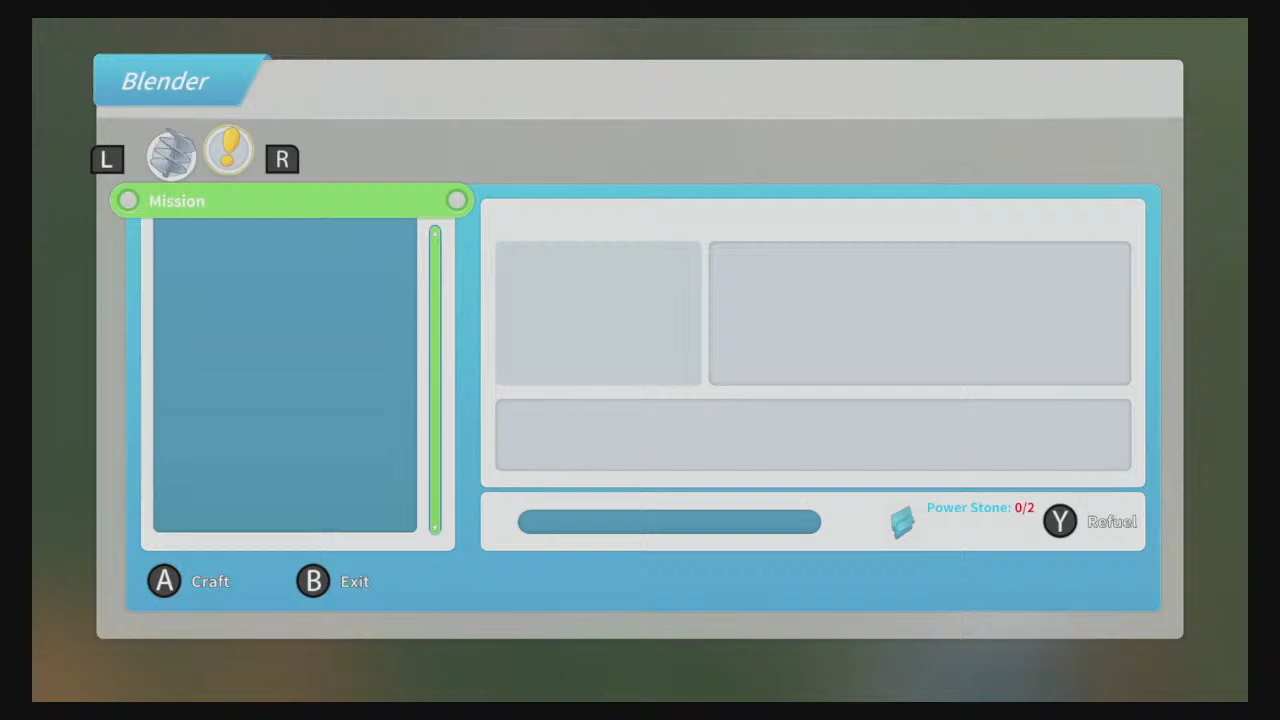 Blender
L
R
Mission
Power Stone: 0/2
Y Refuel
A Craft
B Exit